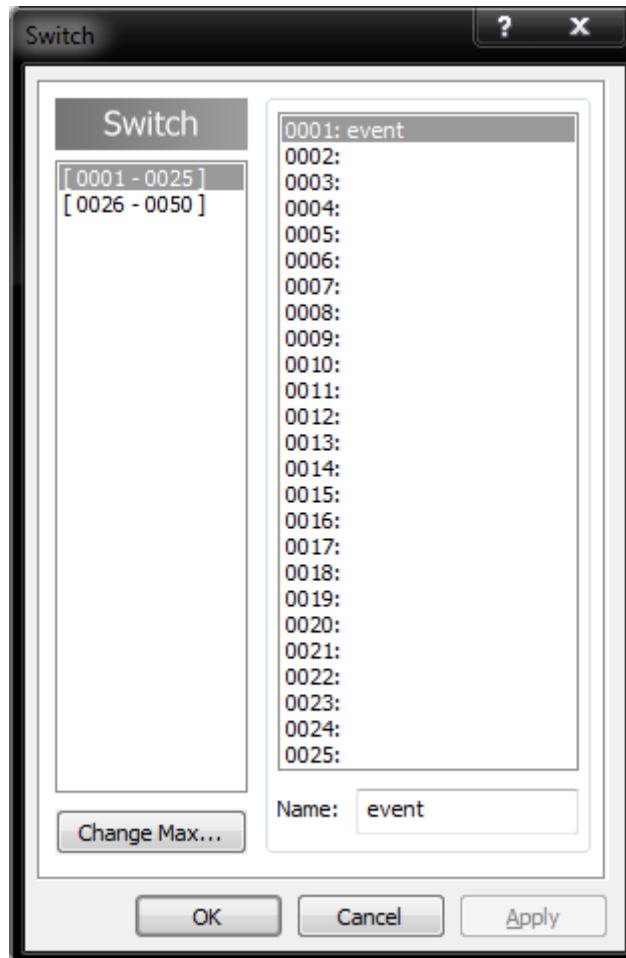 Switch
?
x
Switch
[ 0001 - 0025 ]
[ 0026 - 0050 ]
Change Max...
0001: event
0002:
0003:
0004:
0005:
0006:
0007:
0008:
0009:
0010:
0011:
0012:
0013:
0014:
0015:
0016:
0017:
0018:
0019:
0020:
0021:
0022:
0023:
0024:
0025:
Name: event
OK
Cancel
Apply